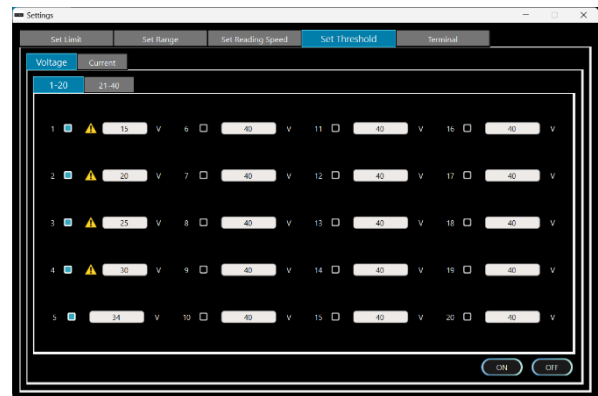 Settings
Set Limit Set Range Set Reading Speed Set Threshold Terminal
Voltage Current
1-20 21-40
1 15 V 6 40 V 11 40 V 16 40 V
2 20 V 7 40 V 12 40 V 17 40 V
3 25 V 8 40 V 13 40 V 18 40 V
4 30 V 9 40 V 14 40 V 19 40 V
5 34 V 10 40 V 15 40 V 20 40 V
ON OFF